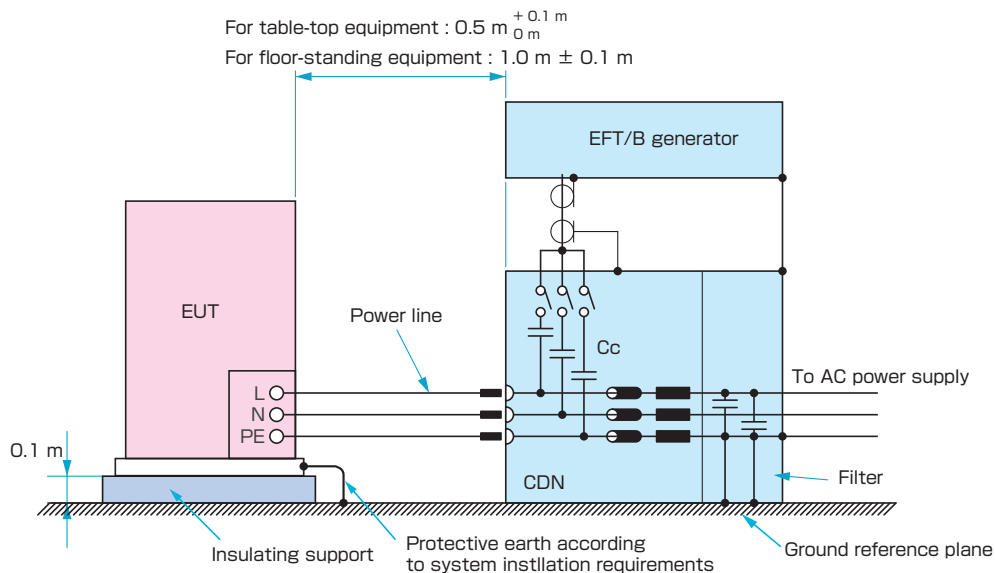 For table-top equipment : 0.5 m + 0.1 m
0 m
For floor-standing equipment : 1.0 m ± 0.1 m
EFT/B generator
EUT
Power line
Cc
To AC power supply
L
N
PE
0.1 m
CDN
Filter
Insulating support
Protective earth according
to system instllation requirements
Ground reference plane